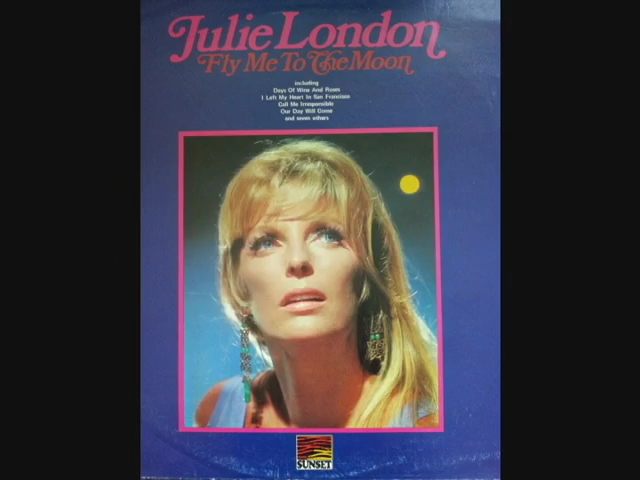 Julie London
Fly Me To The Moon
including
Days Of Wine And Roses
I Left My Heart In San Francisco
Call Me Irresponsible
Our Day Will Come
and seven others
SUNSET